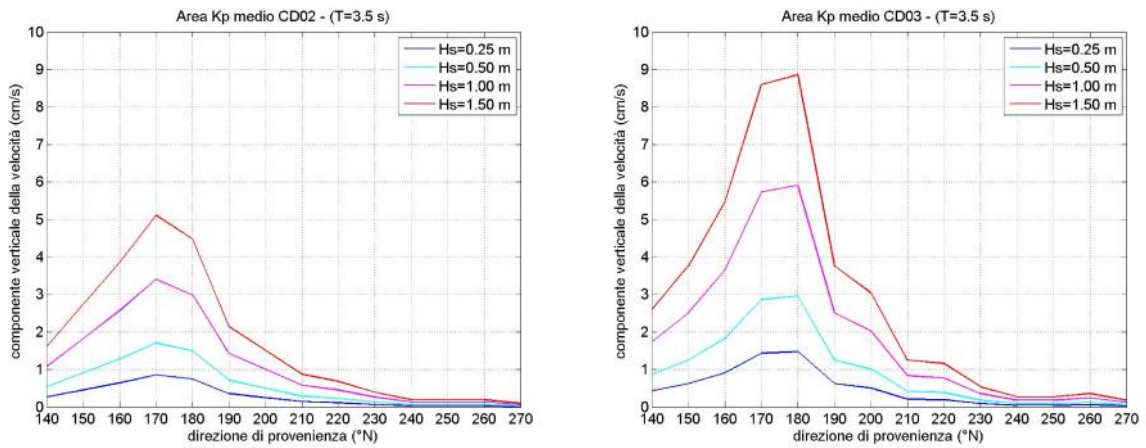 Area Kp medio CD02 - (T=3.5 s)
componente verticale della velocità (cm/s)
10
9
8
7
6
5
4
3
2
1
0
Hs=0.25 m
Hs=0.50 m
Hs=1.00 m
Hs=1.50 m
140 150 160 170 180 190 200 210 220 230 240 250 260 270
direzione di provenienza (°N)
Area Kp medio CD03 - (T=3.5 s)
componente verticale della velocità (cm/s)
10
9
8
7
6
5
4
3
2
1
0
Hs=0.25 m
Hs=0.50 m
Hs=1.00 m
Hs=1.50 m
140 150 160 170 180 190 200 210 220 230 240 250 260 270
direzione di provenienza (°N)